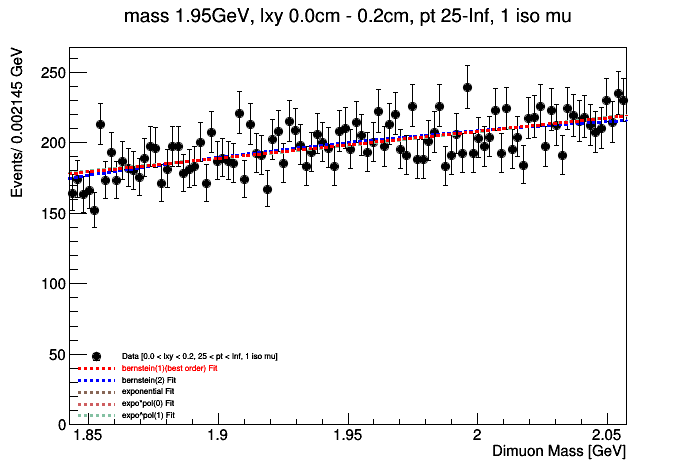 mass 1.95GeV, lxy 0.0cm - 0.2cm, pt 25-Inf, 1 iso mu
Events/ 0.002145 GeV
250
200
150
100
50
0
Data [0.0 < lxy < 0.2, 25 < pt < Inf, 1 iso mu]
bernstein(1)(best order) Fit
bernstein(2) Fit
exponential Fit
expo*pol(0) Fit
expo*pol(1) Fit
1.85 1.9 1.95 2 2.05
Dimuon Mass [GeV]